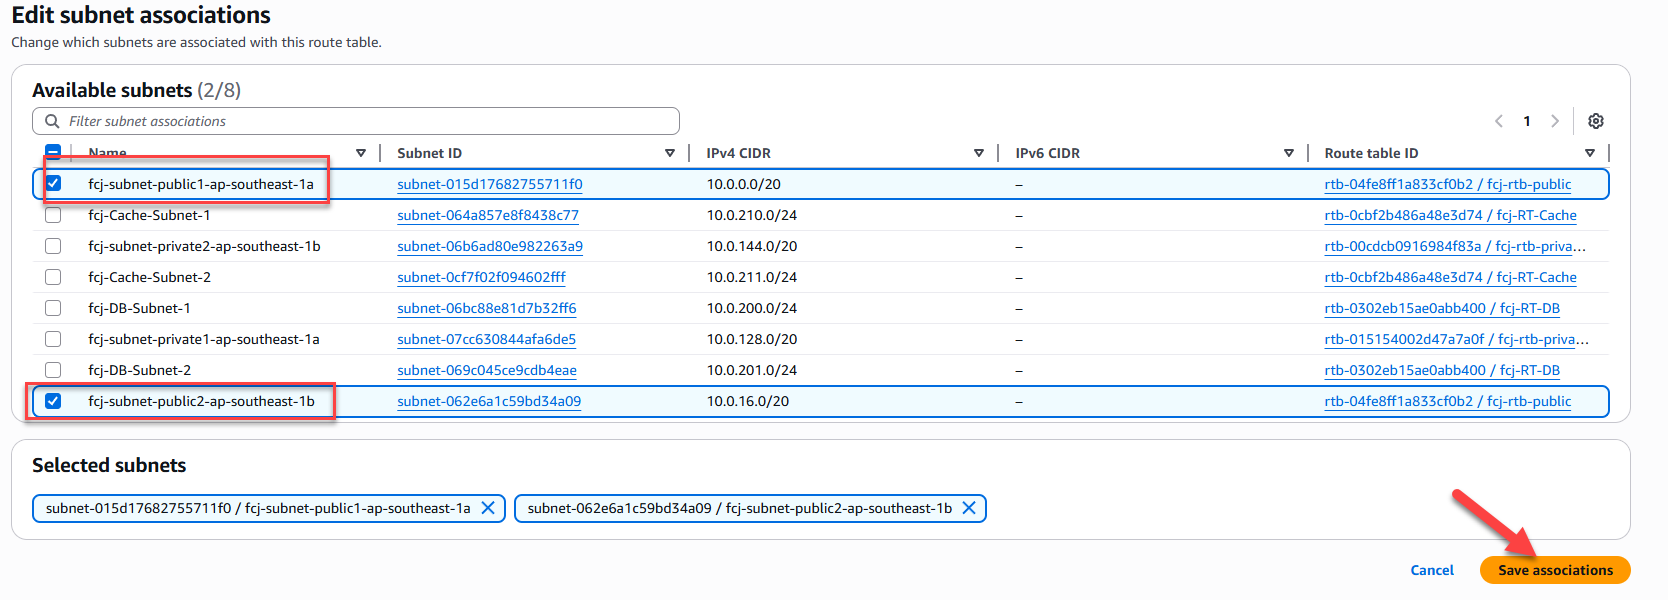 Edit subnet associations
Change which subnets are associated with this route table.
Available subnets (2/8)
Filter subnet associations
1
Name Subnet ID IPv4 CIDR IPv6 CIDR Route table ID
fcj-subnet-public1-ap-southeast-1a subnet-015d17682755711f0 10.0.0.0/20 – rtb-04fe8ff1a833cf0b2 / fcj-rtb-public
fcj-Cache-Subnet-1 subnet-064a857e8f8438c77 10.0.210.0/24 – rtb-0cbf2b486a48e3d74 / fcj-RT-Cache
fcj-subnet-private2-ap-southeast-1b subnet-06b6ad80e982263a9 10.0.144.0/20 – rtb-00cdcb0916984f83a / fcj-rtb-priva...
fcj-Cache-Subnet-2 subnet-0cf7f02f094602fff 10.0.211.0/24 – rtb-0cbf2b486a48e3d74 / fcj-RT-Cache
fcj-DB-Subnet-1 subnet-06bc88e81d7b32ff6 10.0.200.0/24 – rtb-0302eb15ae0abb400 / fcj-RT-DB
fcj-subnet-private1-ap-southeast-1a subnet-07cc630844afa6de5 10.0.128.0/20 – rtb-015154002d47a7a0f / fcj-rtb-priva...
fcj-DB-Subnet-2 subnet-069c045ce9cdb4eae 10.0.201.0/24 – rtb-0302eb15ae0abb400 / fcj-RT-DB
fcj-subnet-public2-ap-southeast-1b subnet-062e6a1c59bd34a09 10.0.16.0/20 – rtb-04fe8ff1a833cf0b2 / fcj-rtb-public
Selected subnets
subnet-015d17682755711f0 / fcj-subnet-public1-ap-southeast-1a subnet-062e6a1c59bd34a09 / fcj-subnet-public2-ap-southeast-1b
Cancel Save associations